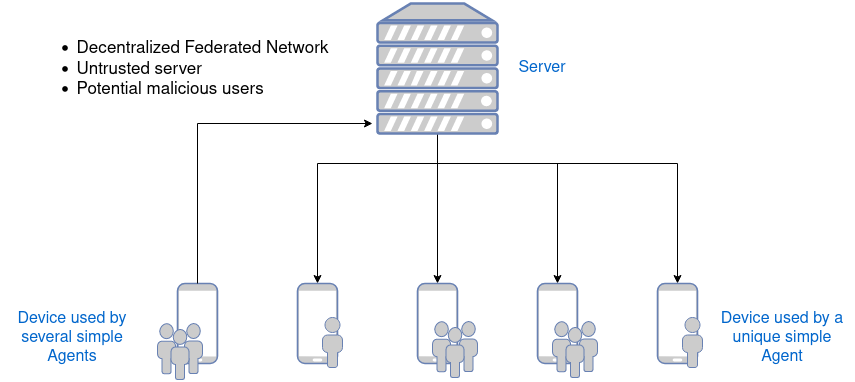 Decentralized Federated Network
Untrusted server
Potential malicious users
Server
Device used by
several simple
Agents
Device used by a
unique simple
Agent